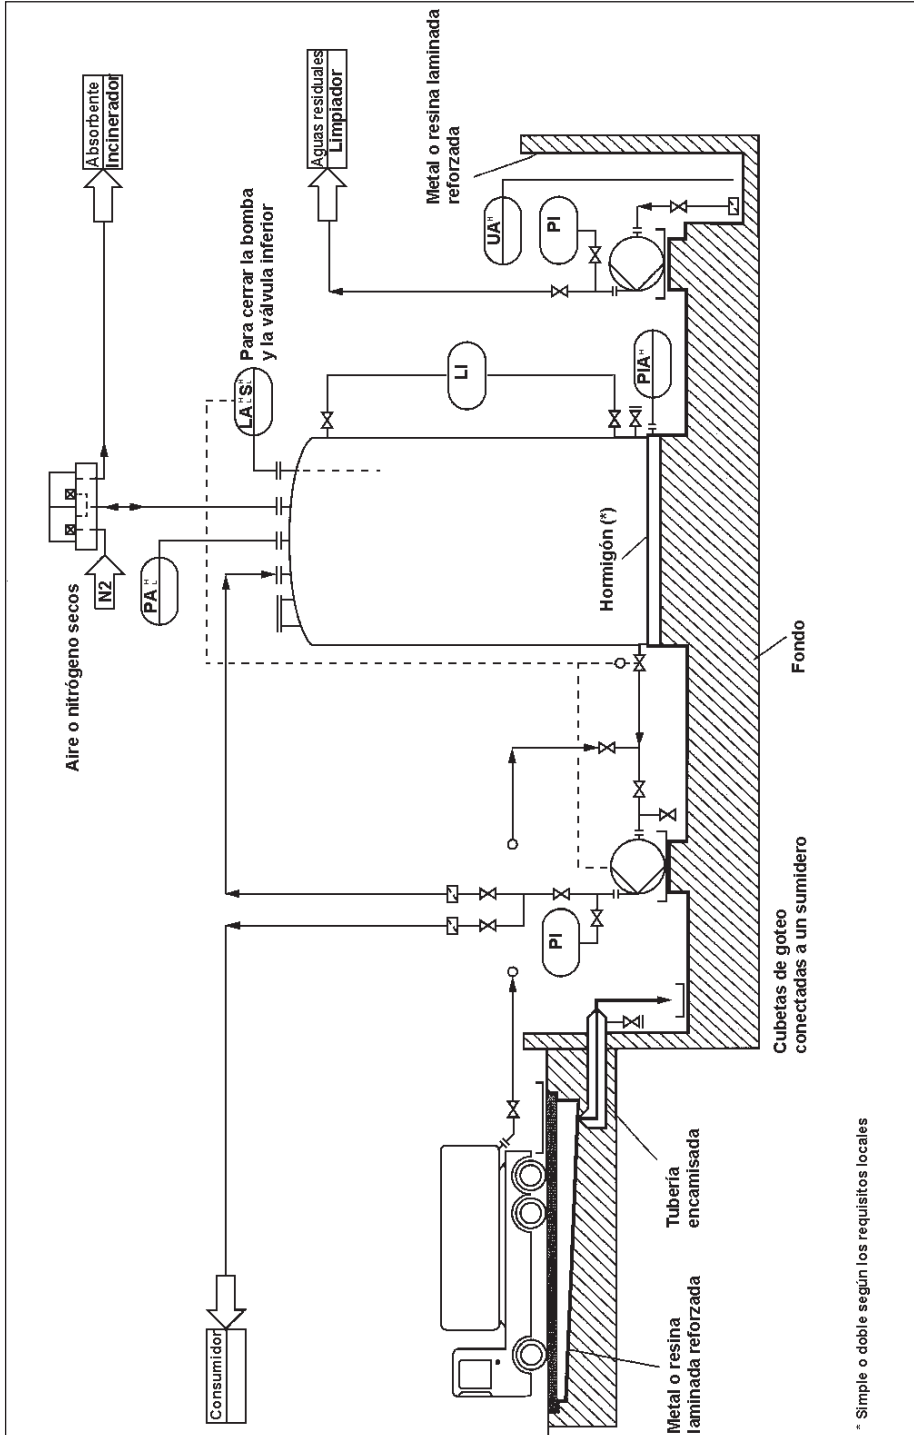 Absorbente
Incinerador
Aguas residuales
Limpiador
Metal o resina laminada
reforzada
Para cerrar la bomba
y la válvula inferior
UA H
PI
LA H L S H L
LI
PIA H
N2
PA H L
Aire o nitrógeno secos
Hormigón (*)
Fondo
PI
Cubetas de goteo
conectadas a un sumidero
Consumidor
Tubería
encamisada
Metal o resina
laminada reforzada
* Simple o doble según los requisitos locales